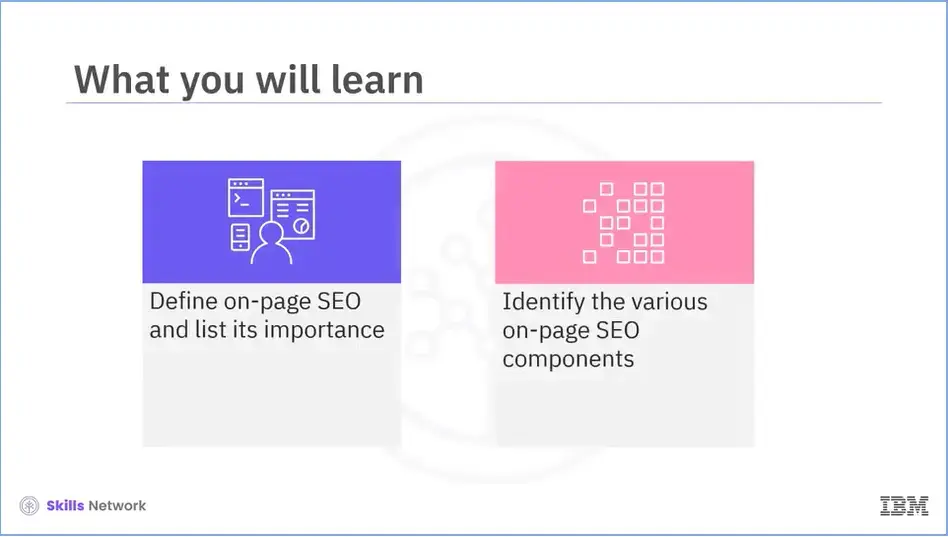 What you will learn
Define on-page SEO
and list its importance
Identify the various
on-page SEO
components
Skills Network
IBM